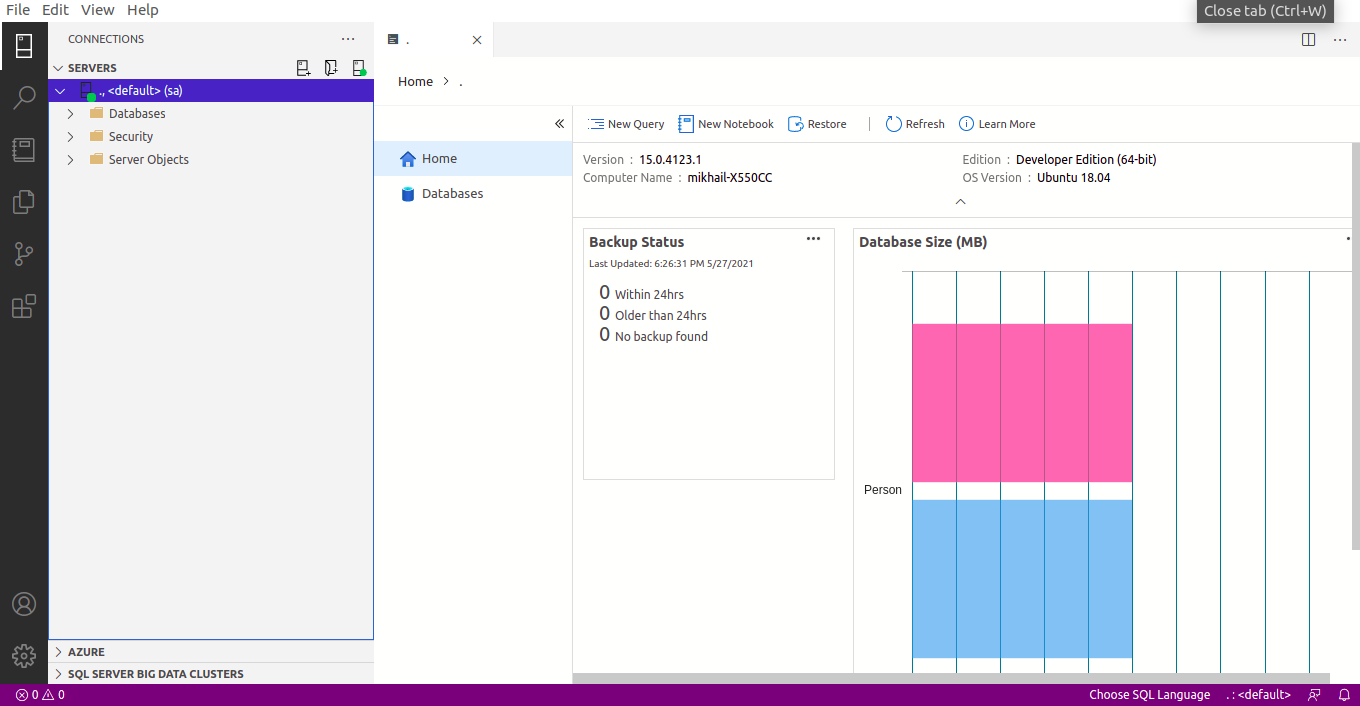 File Edit View Help
Close tab (Ctrl+W)
CONNECTIONS
.
SERVERS
., <default> (sa)
Databases
Security
Server Objects
AZURE
SQL SERVER BIG DATA CLUSTERS
Home > .
Home
Databases
New Query New Notebook Restore | Refresh Learn More
Version : 15.0.4123.1
Computer Name : mikhail-X550CC
Edition : Developer Edition (64-bit)
OS Version : Ubuntu 18.04
Backup Status
Last Updated: 6:26:31 PM 5/27/2021
0 Within 24hrs
0 Older than 24hrs
0 No backup found
Database Size (MB)
Person
0 0
Choose SQL Language . : <default>